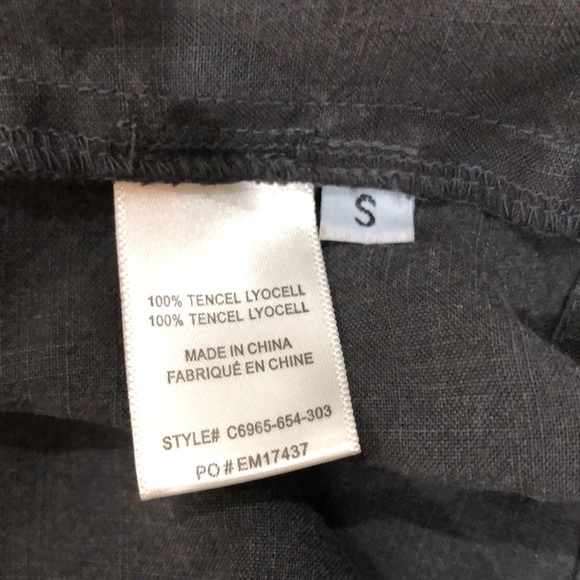 S
100% TENCEL LYOCELL
100% TENCEL LYOCELL
MADE IN CHINA
FABRIQUÉ EN CHINE
STYLE# C6965-654-303
PO#EM17437